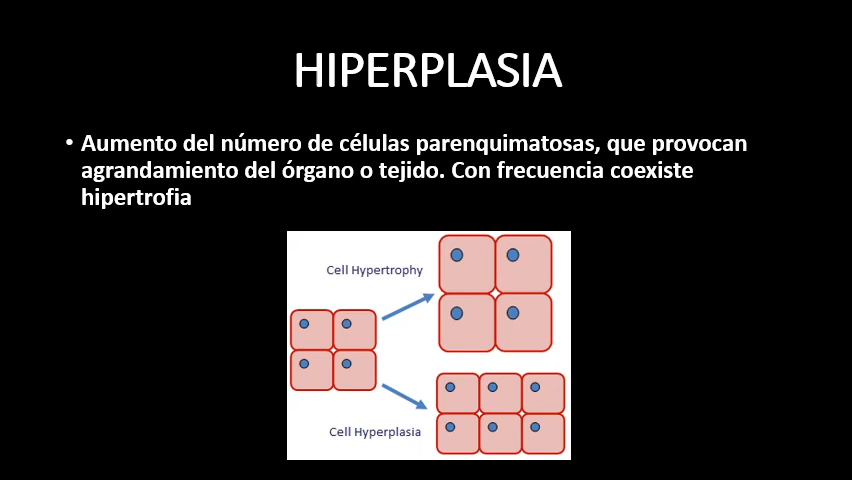 HIPERPLASIA
• Aumento del número de células parenquimatosas, que provocan
agrandamiento del órgano o tejido. Con frecuencia coexiste
hipertrofia
Cell Hypertrophy
Cell Hyperplasia